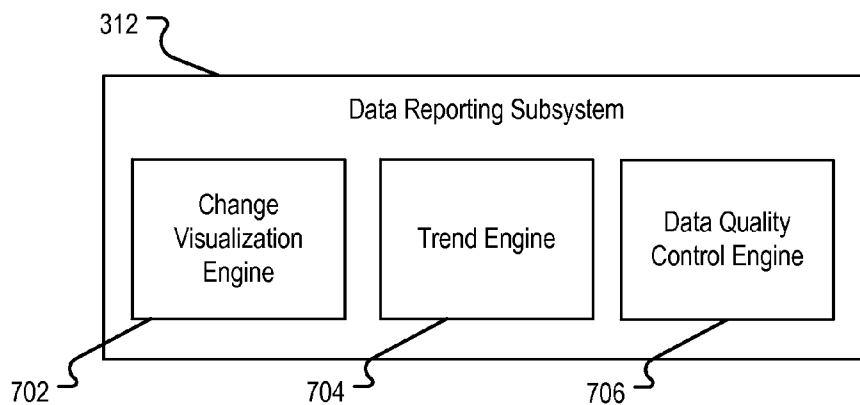 312
Data Reporting Subsystem
Change
Visualization
Engine
Trend Engine
Data Quality
Control Engine
702
704
706